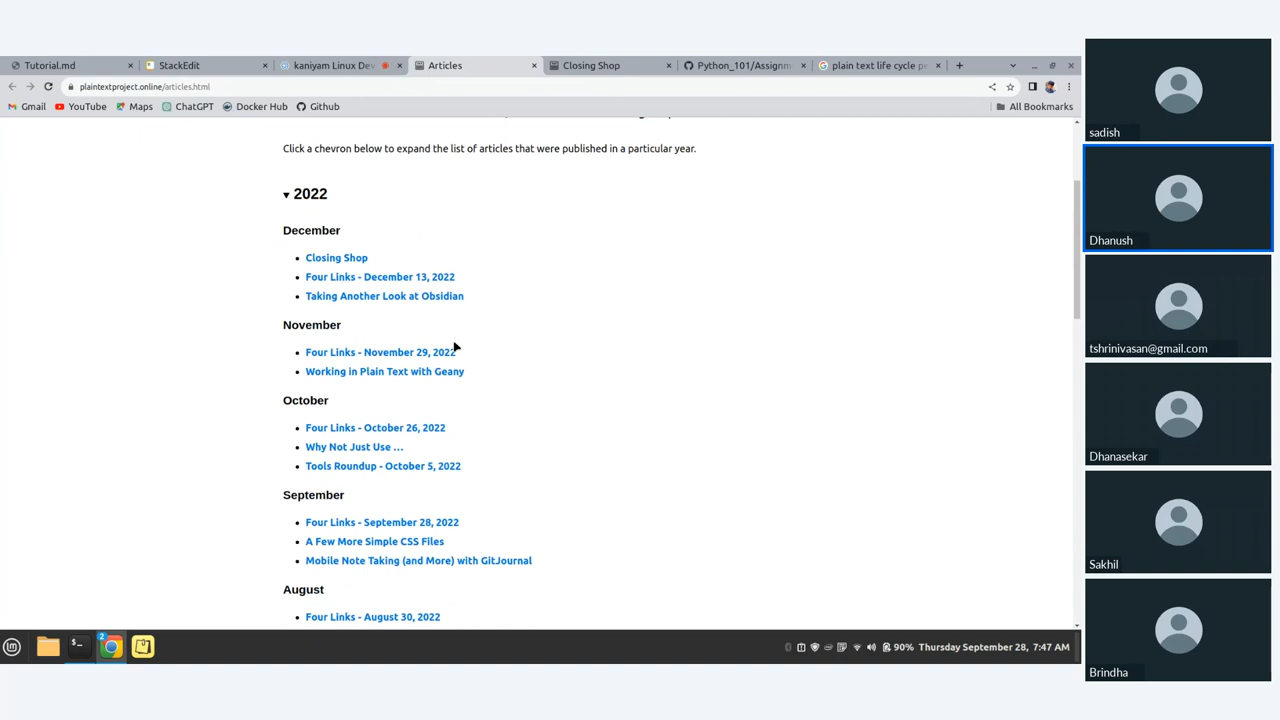 Tutorial.md
StackEdit
kaniyam Linux Dev
Articles
Closing Shop
Python_101/Assignm
plain text life cycle p
plaintextproject.online/articles.html
Gmail
YouTube
Maps
ChatGPT
Docker Hub
Github
All Bookmarks
Click a chevron below to expand the list of articles that were published in a particular year.
2022
December
Closing Shop
Four Links - December 13, 2022
Taking Another Look at Obsidian
November
Four Links - November 29, 2022
Working in Plain Text with Geany
October
Four Links - October 26, 2022
Why Not Just Use ...
Tools Roundup - October 5, 2022
September
Four Links - September 28, 2022
A Few More Simple CSS Files
Mobile Note Taking (and More) with GitJournal
August
Four Links - August 30, 2022
2
90% Thursday September 28, 7:47 AM
sadish
Dhanush
tshrinivasan@gmail.com
Dhanasekar
Sakhil
Brindha